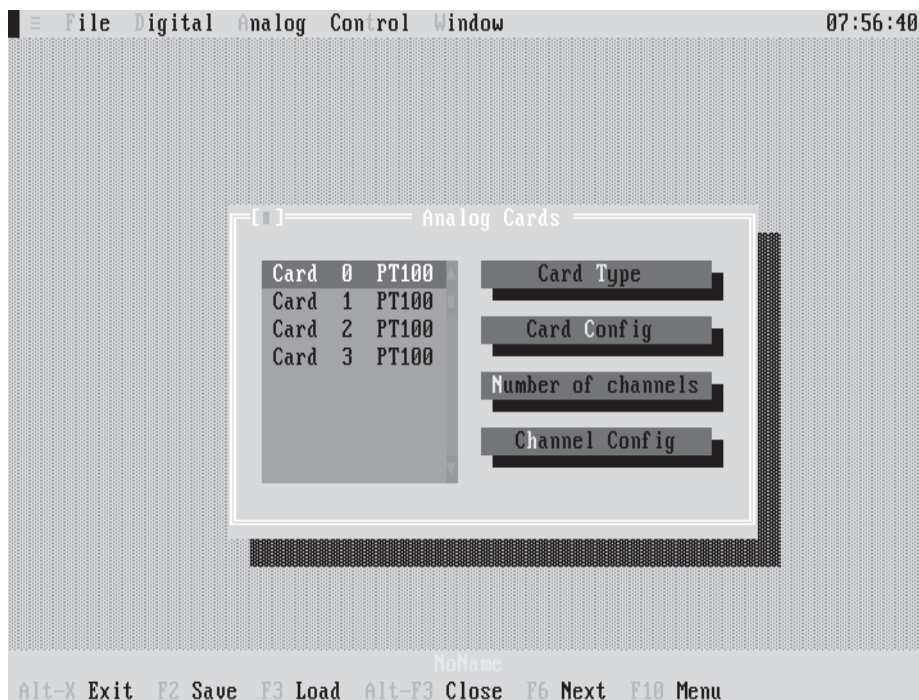 ≡ File Digital Analog Control Window 07:56:40
Analog Cards
Card 0 PT100
Card 1 PT100
Card 2 PT100
Card 3 PT100
Card Type
Card Config
Number of channels
Channel Config
NoName
Alt-X Exit F2 Save F3 Load Alt-F3 Close F6 Next F10 Menu